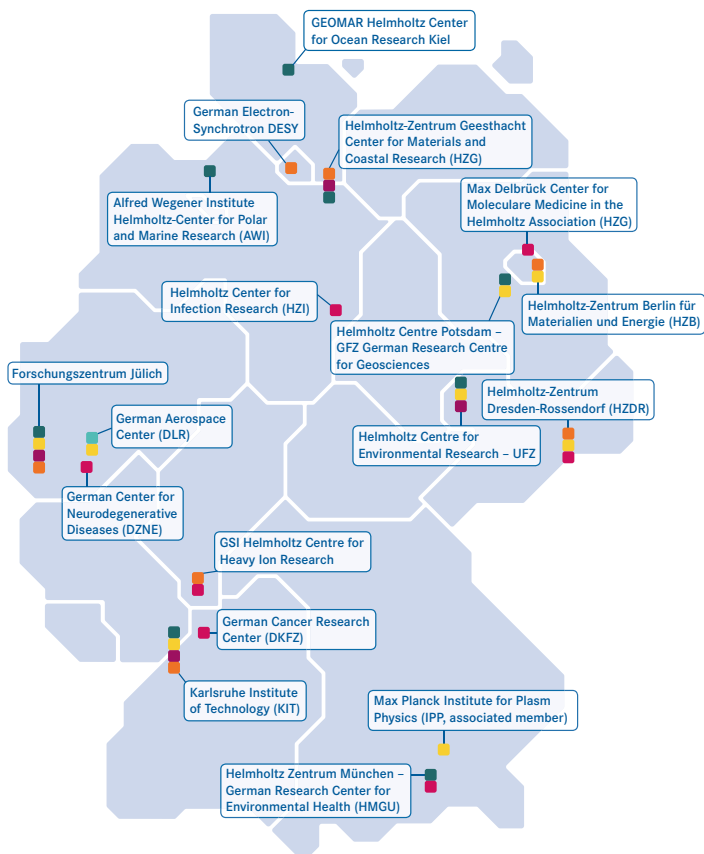 GEOMAR Helmholtz Center
for Ocean Research Kiel
German Electron-
Synchrotron DESY
Helmholtz-Zentrum Geesthacht
Center for Materials and
Coastal Research (HZG)
Alfred Wegener Institute
Helmholtz-Center for Polar
and Marine Research (AWI)
Max Delbrück Center for
Moleculare Medicine in the
Helmholtz Association (HZG)
Helmholtz Center for
Infection Research (HZI)
Helmholtz-Zentrum Berlin für
Materialien und Energie (HZB)
Helmholtz Centre Potsdam –
GFZ German Research Centre
for Geosciences
Forschungszentrum Jülich
German Aerospace
Center (DLR)
Helmholtz-Zentrum
Dresden-Rossendorf (HZDR)
Helmholtz Centre for
Environmental Research – UFZ
German Center for
Neurodegenerative
Diseases (DZNE)
GSI Helmholtz Centre for
Heavy Ion Research
German Cancer Research
Center (DKFZ)
Karlsruhe Institute
of Technology (KIT)
Max Planck Institute for Plasm
Physics (IPP, associated member)
Helmholtz Zentrum München –
German Research Center for
Environmental Health (HMGU)